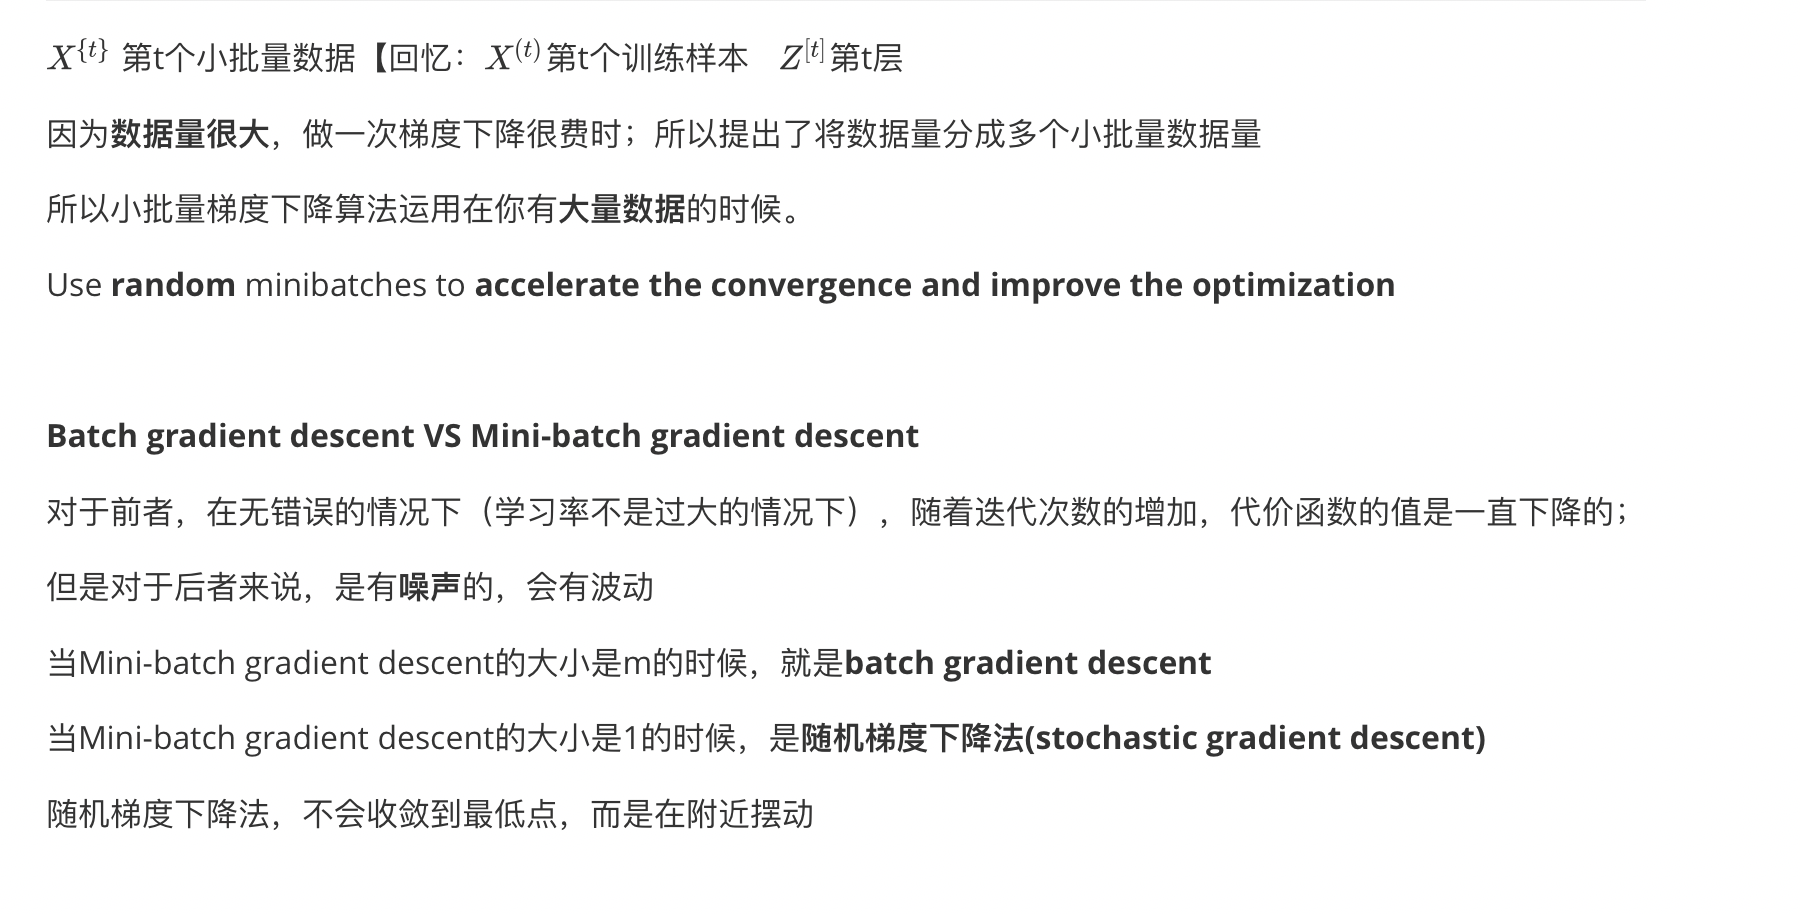 X^{t} 第t个小批量数据【回忆：X^(t)第t个训练样本 Z^[t]第t层
因为数据量很大，做一次梯度下降很费时；所以提出了将数据量分成多个小批量数据量
所以小批量梯度下降算法运用在你有大量数据的时候。
Use random minibatches to accelerate the convergence and improve the optimization
Batch gradient descent VS Mini-batch gradient descent
对于前者，在无错误的情况下（学习率不是过大的情况下），随着迭代次数的增加，代价函数的值是一直下降的；
但是对于后者来说，是有噪声的，会有波动
当Mini-batch gradient descent的大小是m的时候，就是batch gradient descent
当Mini-batch gradient descent的大小是1的时候，是随机梯度下降法(stochastic gradient descent)
随机梯度下降法，不会收敛到最低点，而是在附近摆动